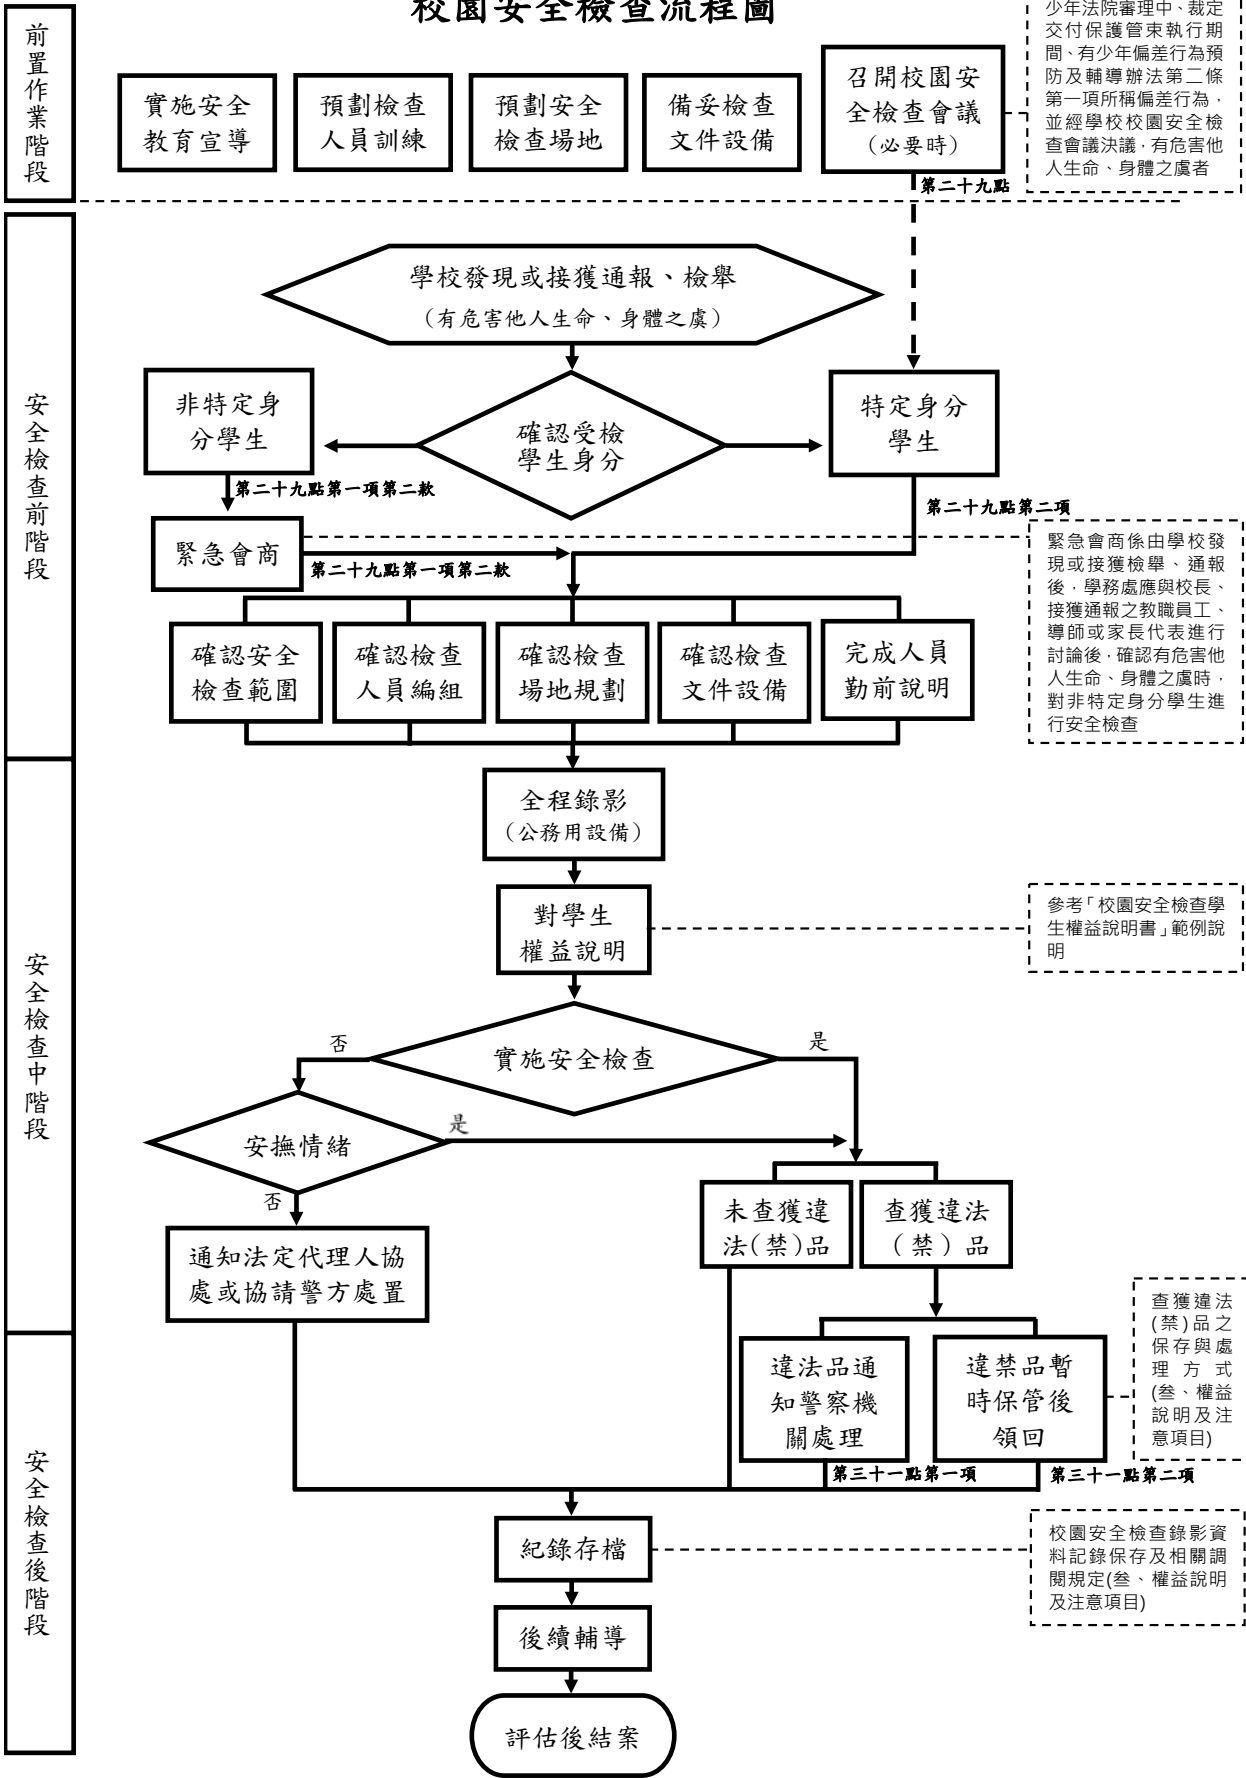 校園安全檢查流程圖
前置作業階段
實施安全
教育宣導
預劃檢查
人員訓練
預劃安全
檢查場地
備妥檢查
文件設備
召開校園安
全檢查會議
（必要時）
少年法院審理中、裁定
交付保護管束執行期
間、有少年偏差行為預
防及輔導辦法第二條
第一項所稱偏差行為，
並經學校校園安全檢
查會議決議，有危害他
人生命、身體之虞者
第二十九點
安全檢查前階段
學校發現或接獲通報、檢舉
（有危害他人生命、身體之虞）
非特定身
分學生
確認受檢
學生身分
特定身分
學生
第二十九點第一項第二款
第二十九點第二項
緊急會商
第二十九點第一項第二款
緊急會商係由學校發
現或接獲檢舉、通報
後，學務處應與校長、
接獲通報之教職員工、
導師或家長代表進行
討論後，確認有危害他
人生命、身體之虞時，
對非特定身分學生進
行安全檢查
確認安全
檢查範圍
確認檢查
人員編組
確認檢查
場地規劃
確認檢查
文件設備
完成人員
勤前說明
安全檢查中階段
全程錄影
（公務用設備）
對學生
權益說明
參考「校園安全檢查學
生權益說明書」範例說
明
實施安全檢查
否
是
安撫情緒
是
否
通知法定代理人協
處或協請警方處置
未查獲違
法(禁)品
查獲違法
（禁）品
查獲違法
(禁)品之
保存與處
理方式
(叁、權益
說明及注
意項目)
安全檢查後階段
違法品通
知警察機
關處理
違禁品暫
時保管後
領回
第三十一點第一項
第三十一點第二項
紀錄存檔
校園安全檢查錄影資
料記錄保存及相關調
閱規定(叁、權益說明
及注意項目)
後續輔導
評估後結案